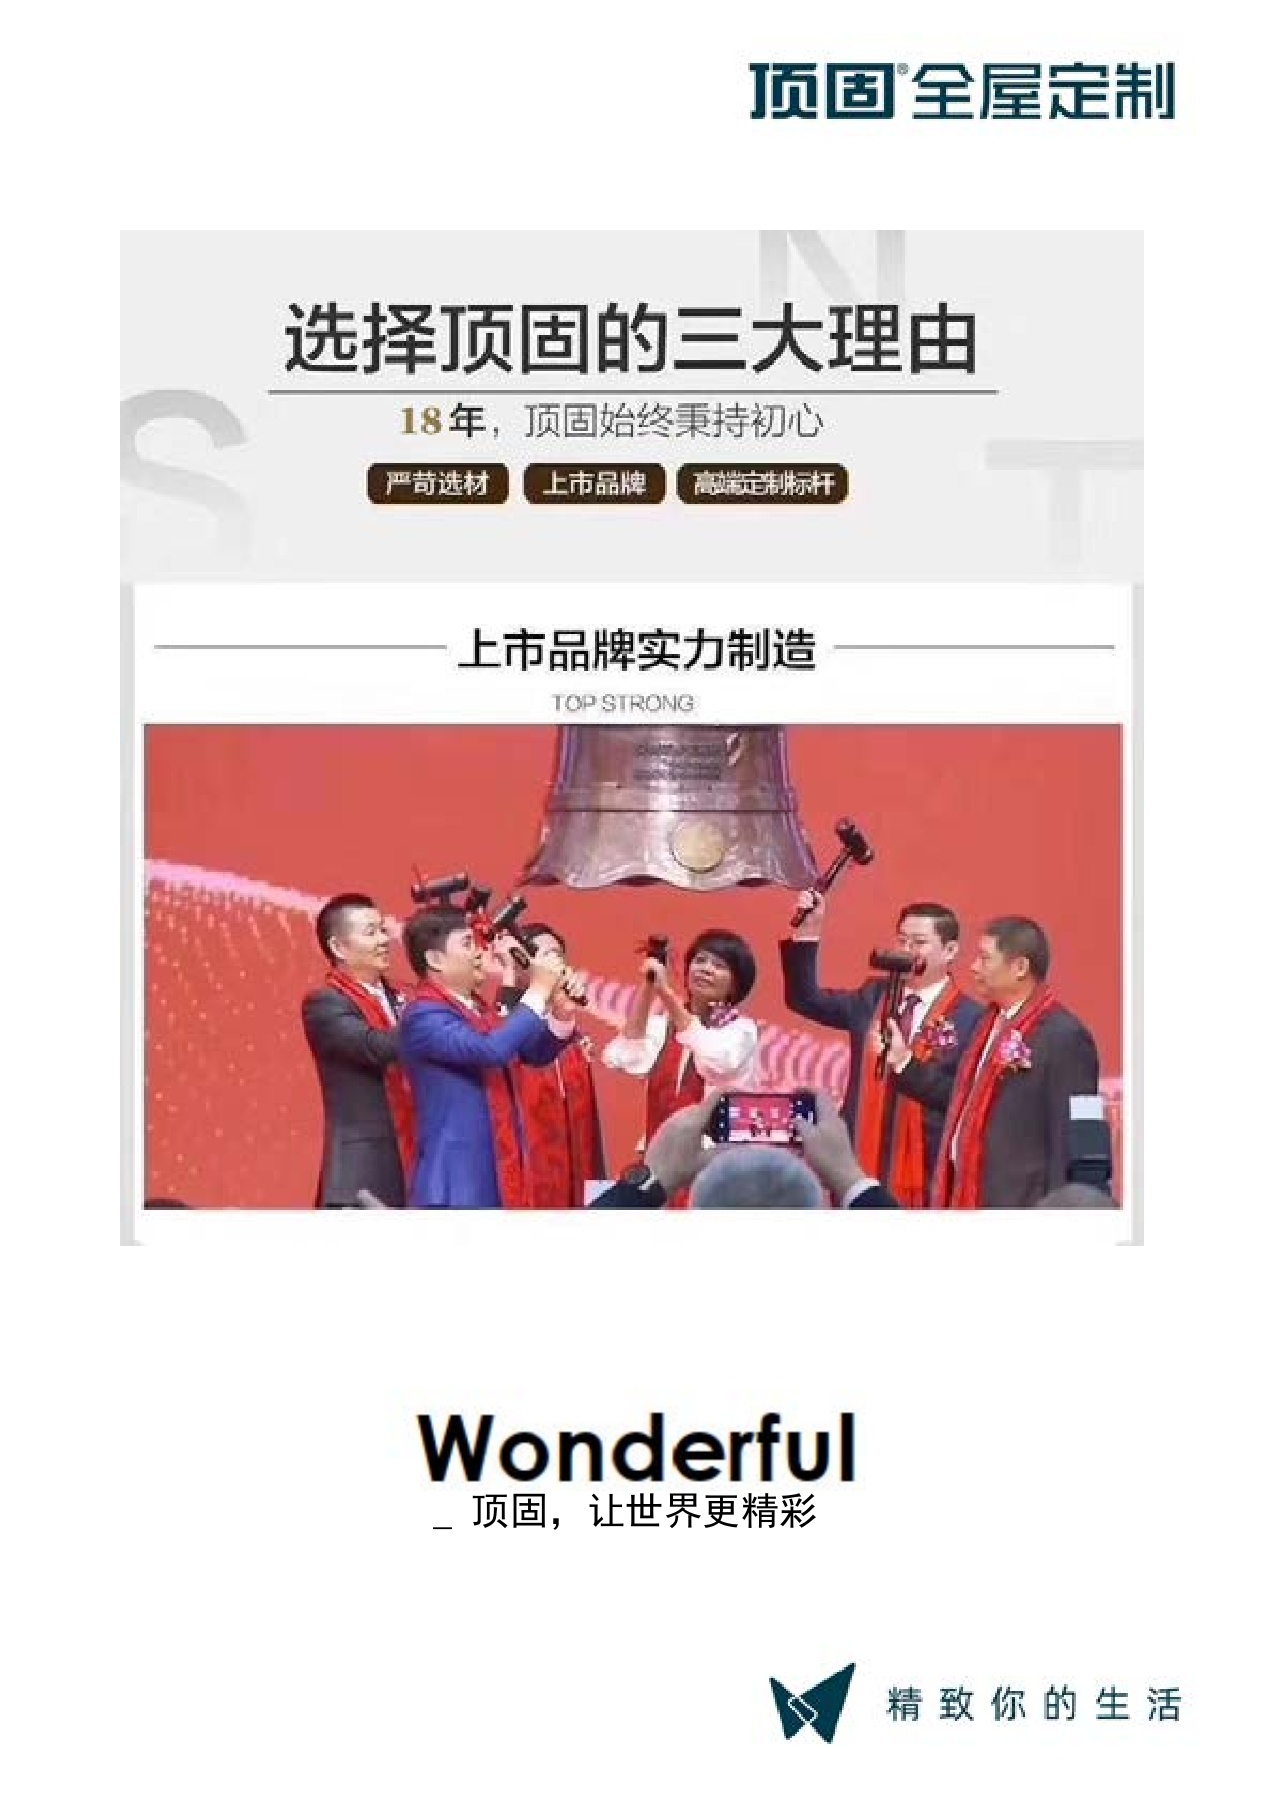 顶固®全屋定制
选择顶固的三大理由
18年，顶固始终秉持初心
严苛选材 上市品牌 高端定制标杆
上市品牌实力制造
TOP STRONG
Wonderful
_ 顶固，让世界更精彩
精致你的生活